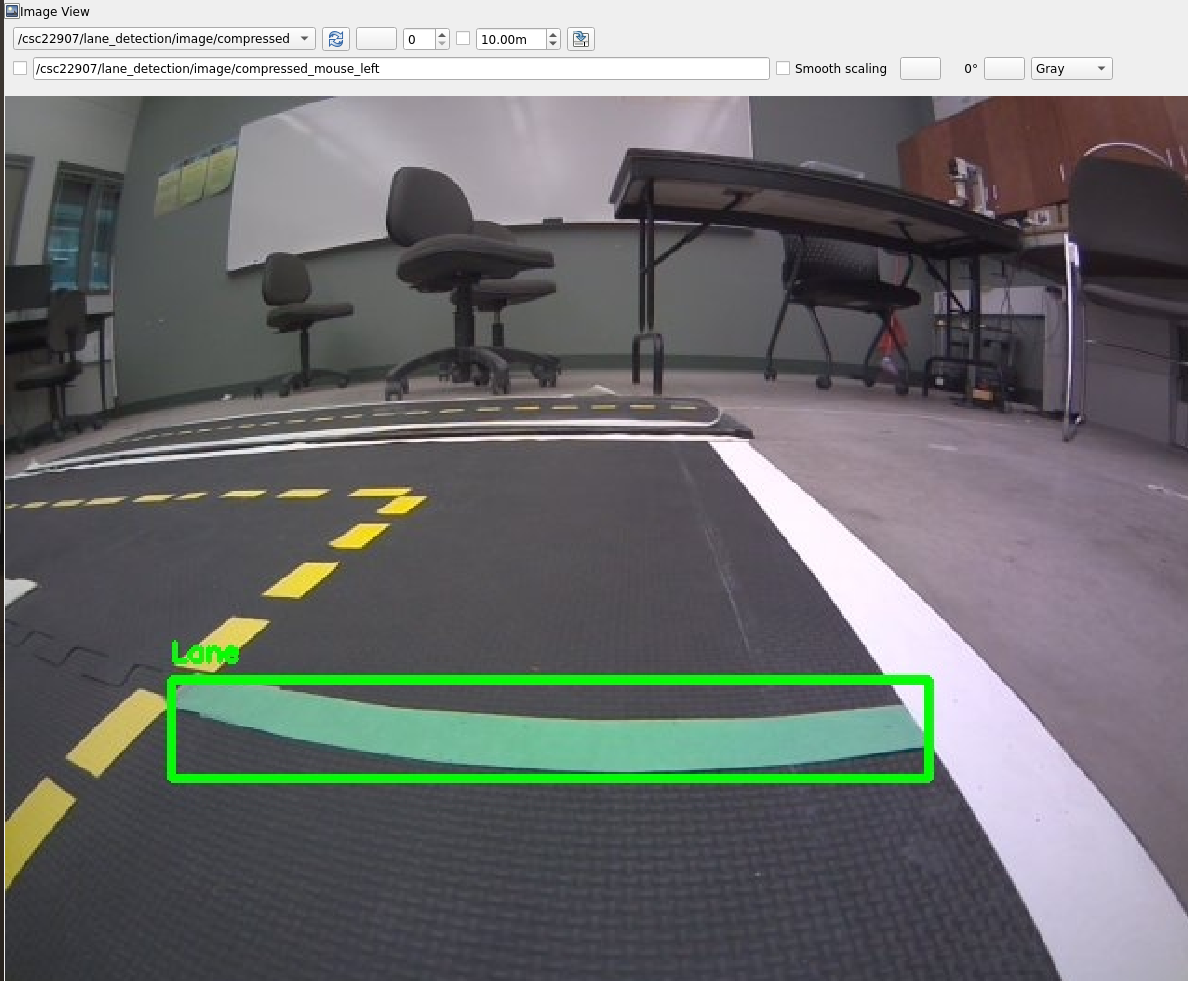 Image View
/csc22907/lane_detection/image/compressed
0
10.00m
/csc22907/lane_detection/image/compressed_mouse_left
Smooth scaling
0°
Gray
Lane